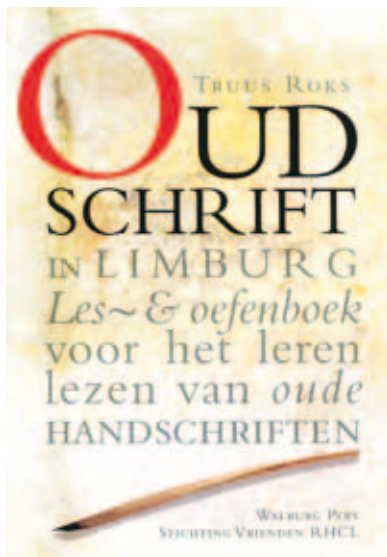 TRUUS ROKS
OUD
SCHRIFT
IN LIMBURG
Les~ & oefenboek
voor het leren
lezen van oude
HANDSCHRIFTEN
WALBURG PERS
STICHTING VRIENDEN RHCL